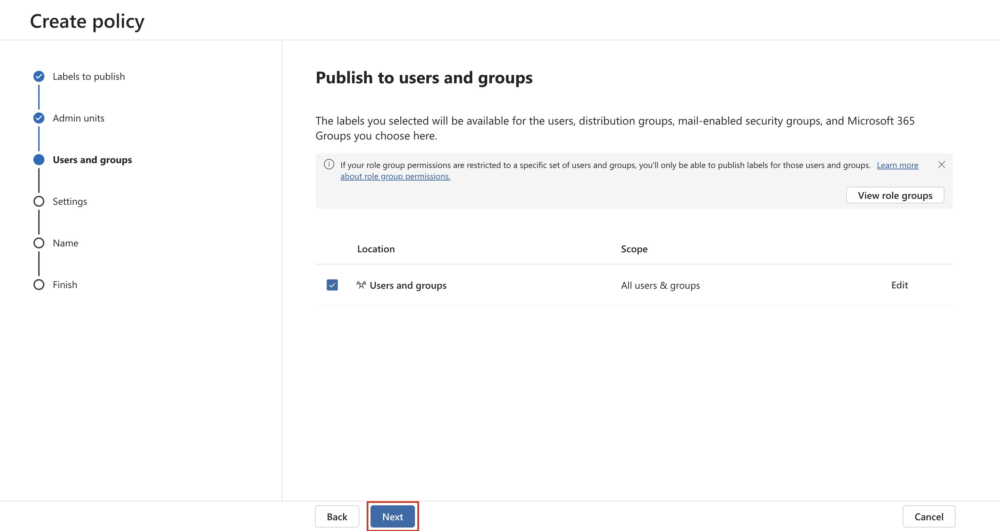 Create policy
Labels to publish
Admin units
Users and groups
Settings
Name
Finish
Publish to users and groups
The labels you selected will be available for the users, distribution groups, mail-enabled security groups, and Microsoft 365
Groups you choose here.
If your role group permissions are restricted to a specific set of users and groups, you'll only be able to publish labels for those users and groups. Learn more
about role group permissions.
View role groups
Location Scope
Users and groups All users & groups Edit
Back Next Cancel